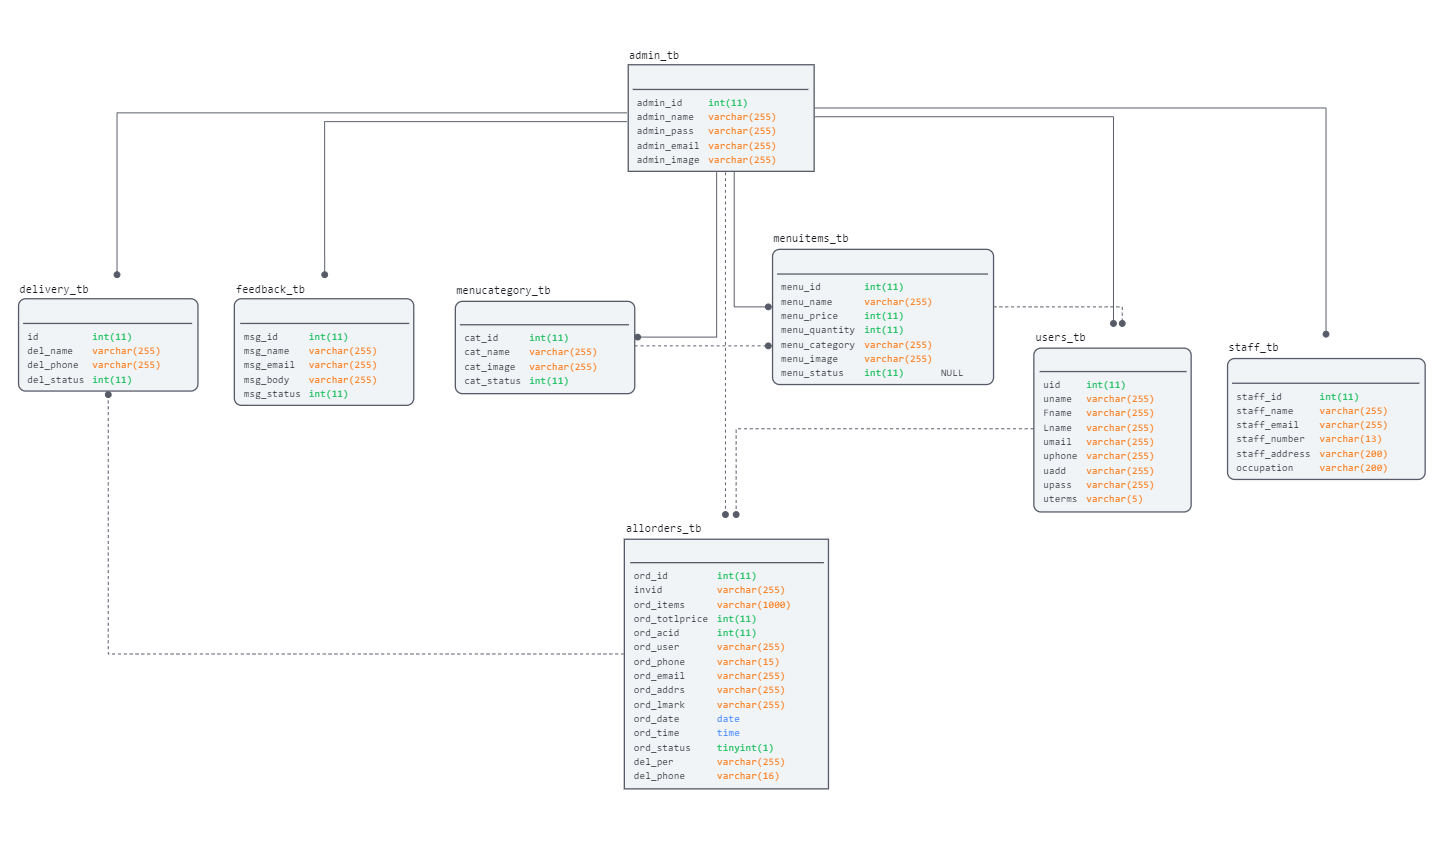 admin_tb
admin_id int(11)
admin_name varchar(255)
admin_pass varchar(255)
admin_email varchar(255)
admin_image varchar(255)
delivery_tb
id int(11)
del_name varchar(255)
del_phone varchar(255)
del_status int(11)
feedback_tb
msg_id int(11)
msg_name varchar(255)
msg_email varchar(255)
msg_body varchar(255)
msg_status int(11)
menucategory_tb
cat_id int(11)
cat_name varchar(255)
cat_image varchar(255)
cat_status int(11)
menuitems_tb
menu_id int(11)
menu_name varchar(255)
menu_price int(11)
menu_quantity int(11)
menu_category varchar(255)
menu_image varchar(255)
menu_status int(11) NULL
users_tb
uid int(11)
uname varchar(255)
Fname varchar(255)
Lname varchar(255)
umail varchar(255)
uphone varchar(255)
uadd varchar(255)
upass varchar(255)
uterms varchar(5)
staff_tb
staff_id int(11)
staff_name varchar(255)
staff_email varchar(255)
staff_number varchar(13)
staff_address varchar(200)
occupation varchar(200)
allorders_tb
ord_id int(11)
invid varchar(255)
ord_items varchar(1000)
ord_totlprice int(11)
ord_acid int(11)
ord_user varchar(255)
ord_phone varchar(15)
ord_email varchar(255)
ord_addrs varchar(255)
ord_lmark varchar(255)
ord_date date
ord_time time
ord_status tinyint(1)
del_per varchar(255)
del_phone varchar(16)